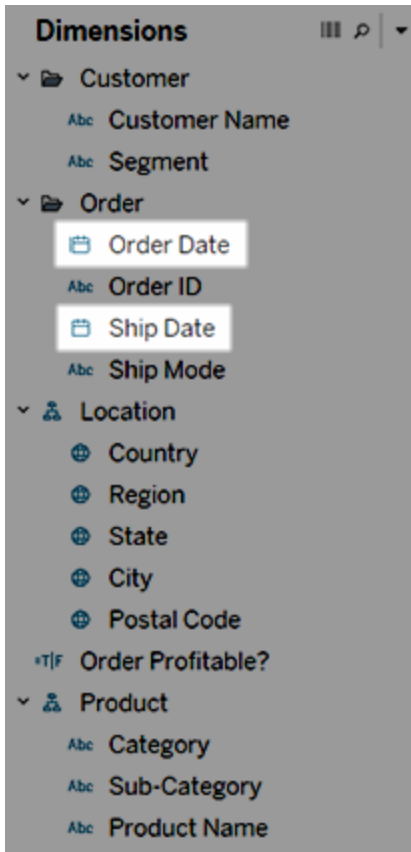 Dimensions
Customer
Abc Customer Name
Abc Segment
Order
Order Date
Abc Order ID
Ship Date
Abc Ship Mode
Location
Country
Region
State
City
Postal Code
=T|F Order Profitable?
Product
Abc Category
Abc Sub-Category
Abc Product Name